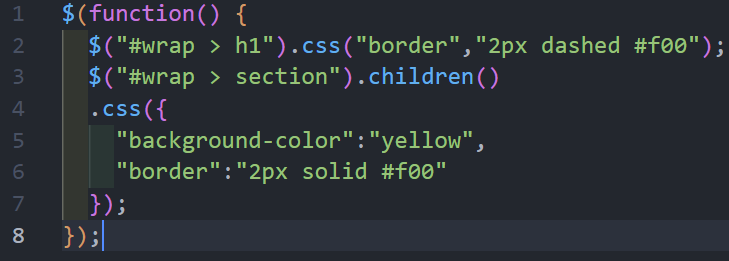 1 $(function() {
2 $("#wrap > h1").css("border","2px dashed #f00");
3 $("#wrap > section").children()
4 .css({
5 "background-color":"yellow",
6 "border":"2px solid #f00"
7 });
8 });